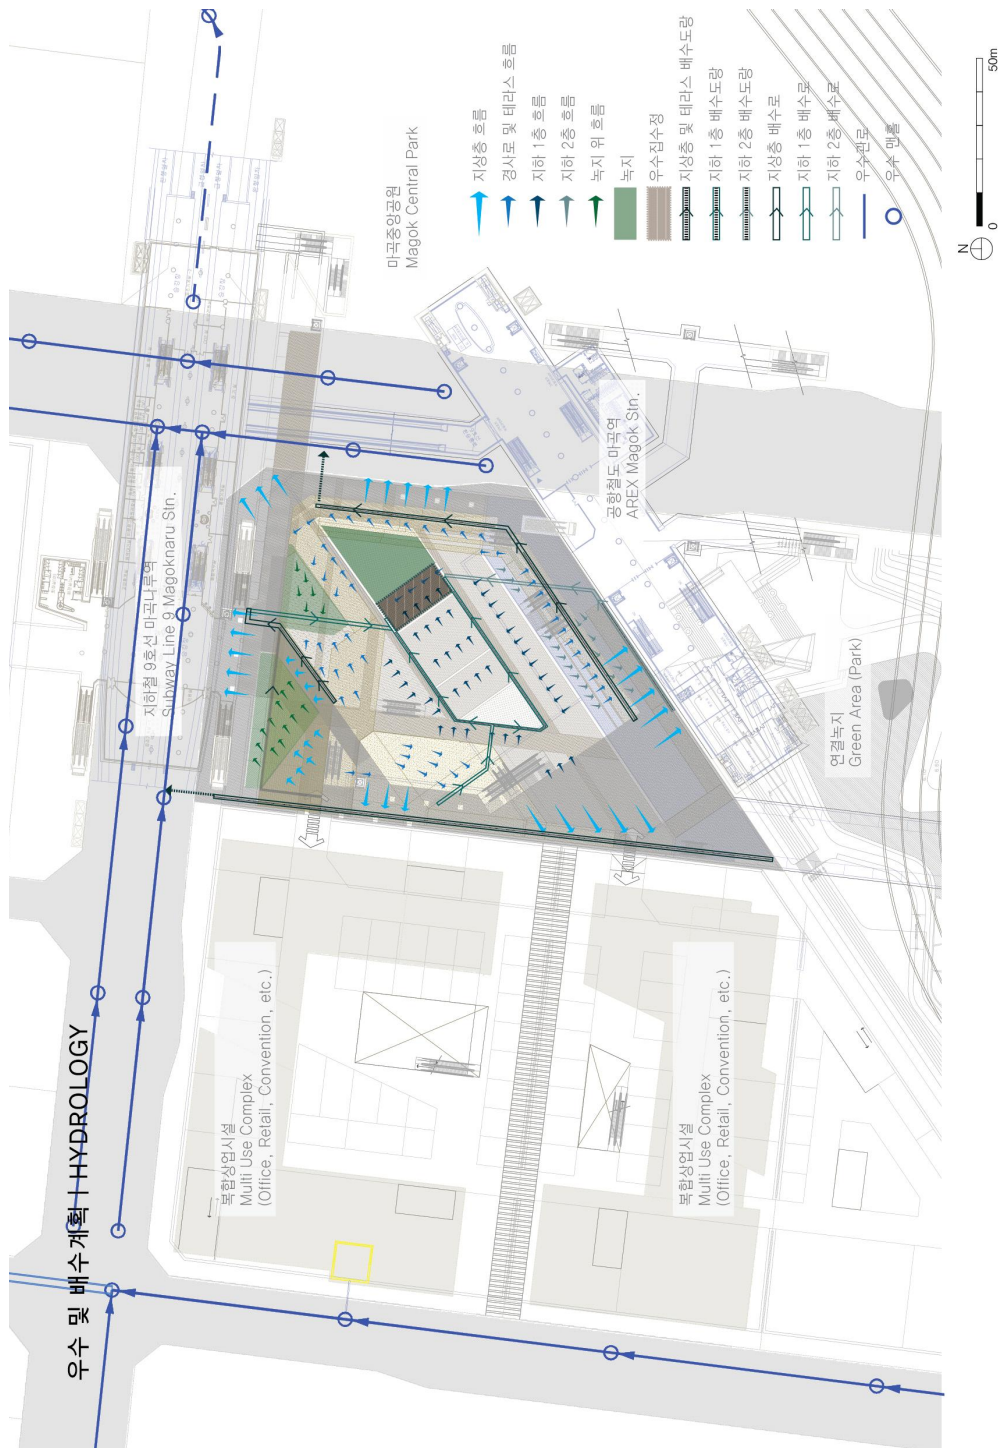 우수 및 배수계획 | HYDROLOGY
지하철 9호선 마곡나루역
Subway Line 9 Magoknaru Stn.
마곡중앙공원
Magok Central Park
공항철도 마곡역
AREX Magok Stn.
연결녹지
Green Area (Park)
복합상업시설
Multi Use Complex
(Office, Retail, Convention, etc.)
복합상업시설
Multi Use Complex
(Office, Retail, Convention, etc.)
지상층 흐름
경사로 및 테라스 흐름
지하 1층 흐름
지하 2층 흐름
녹지 위 흐름
녹지
우수집수정
지상층 및 테라스 배수도랑
지하 1층 배수도랑
지하 2층 배수도랑
지상층 배수로
지하 1층 배수로
지하 2층 배수로
우수관로
우수 맨홀
N
0
50m